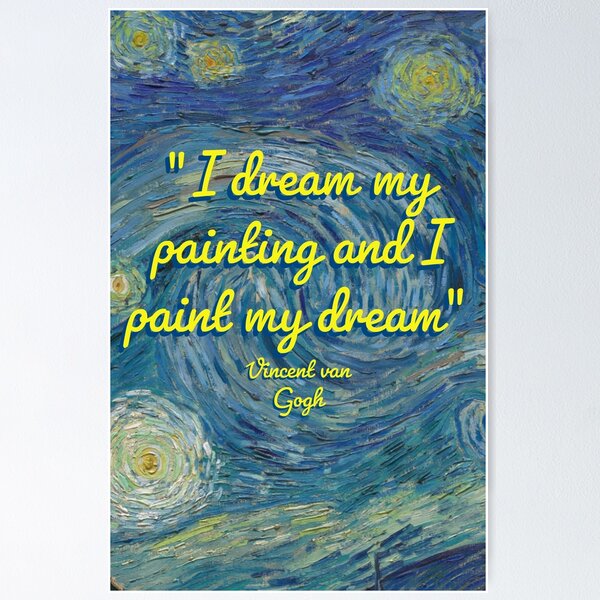 " I dream my
painting and I
paint my dream"
Vincent van
Gogh